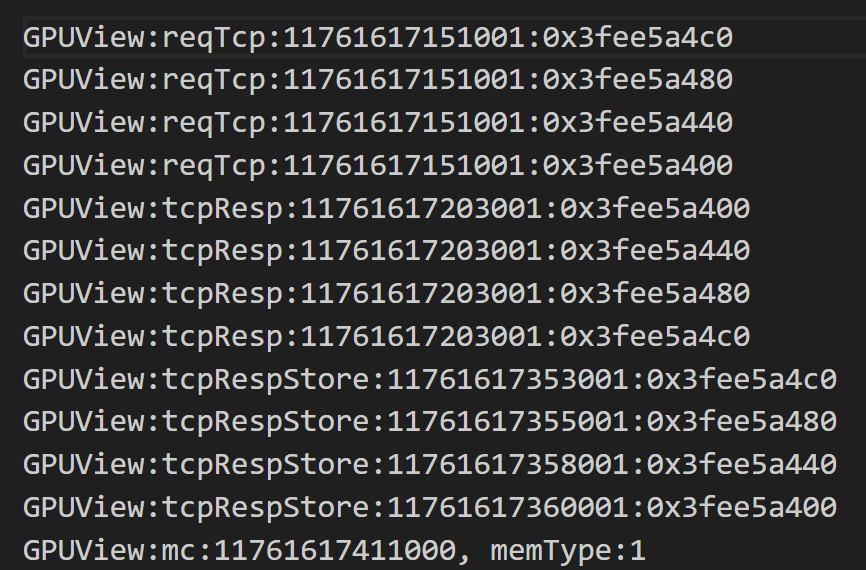 GPUView:reqTcp:11761617151001:0x3fee5a4c0
GPUView:reqTcp:11761617151001:0x3fee5a480
GPUView:reqTcp:11761617151001:0x3fee5a440
GPUView:reqTcp:11761617151001:0x3fee5a400
GPUView:tcpResp:11761617203001:0x3fee5a400
GPUView:tcpResp:11761617203001:0x3fee5a440
GPUView:tcpResp:11761617203001:0x3fee5a480
GPUView:tcpResp:11761617203001:0x3fee5a4c0
GPUView:tcpRespStore:11761617353001:0x3fee5a4c0
GPUView:tcpRespStore:11761617355001:0x3fee5a480
GPUView:tcpRespStore:11761617358001:0x3fee5a440
GPUView:tcpRespStore:11761617360001:0x3fee5a400
GPUView:mc:11761617411000, memType:1